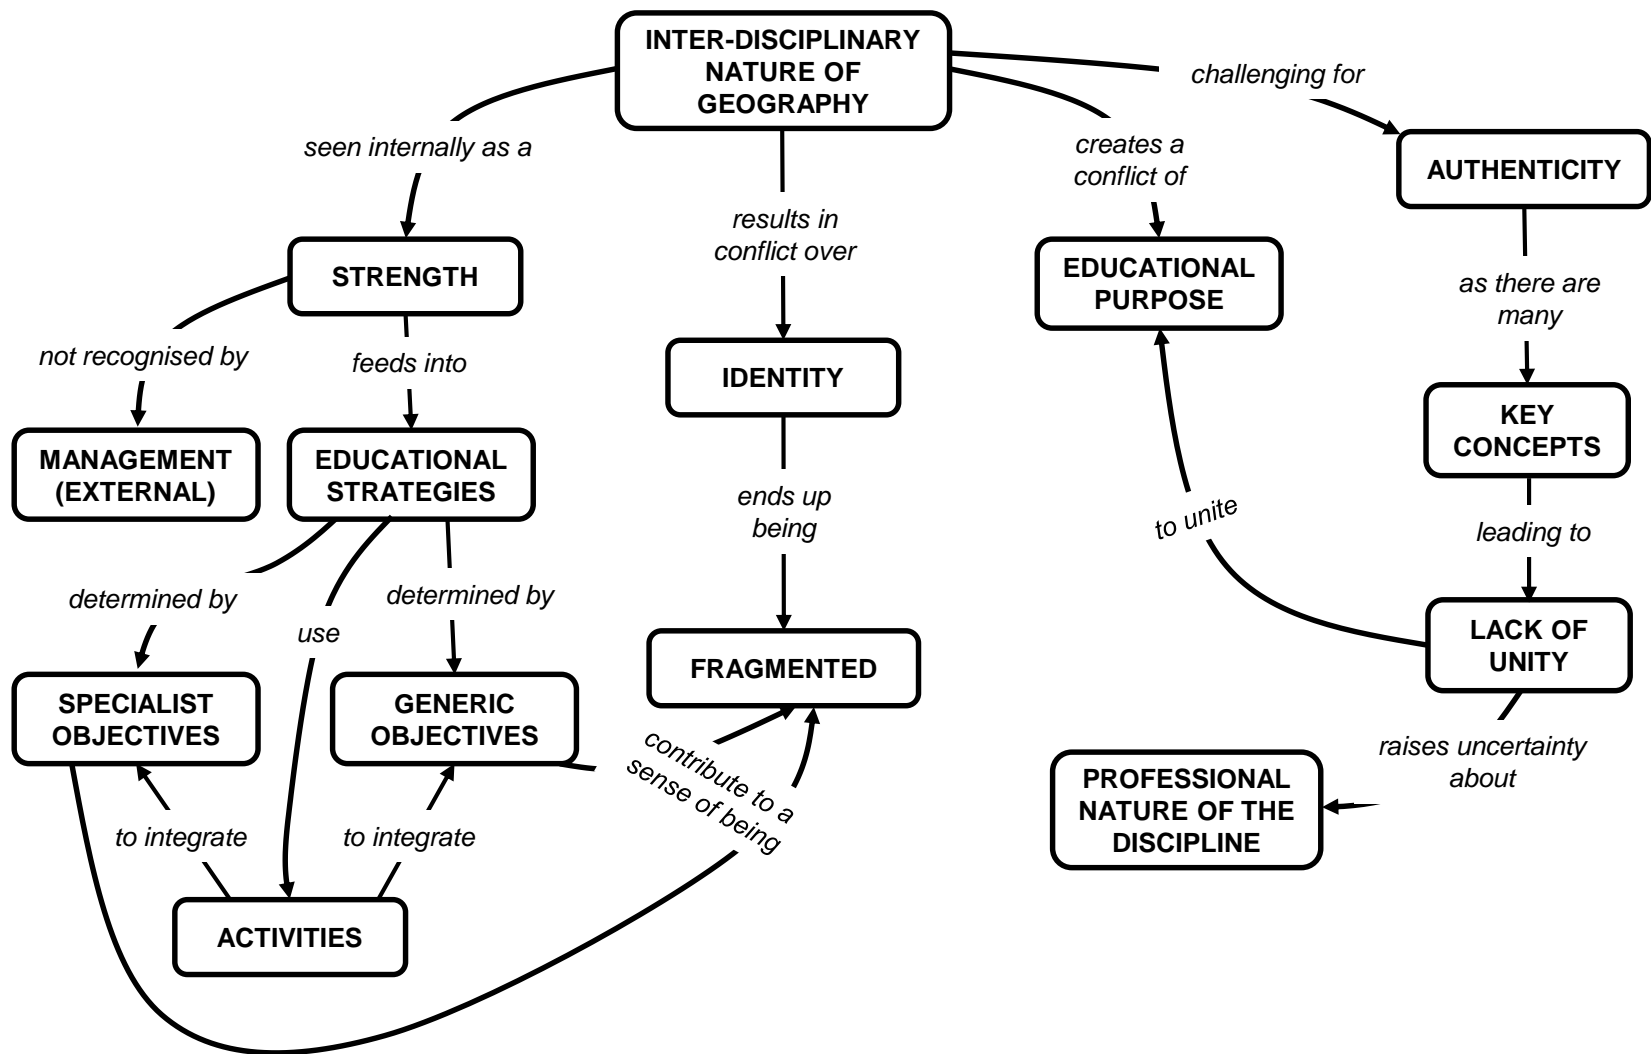 INTER-DISCIPLINARY
NATURE OF
GEOGRAPHY
challenging for
seen internally as a
creates a
conflict of
AUTHENTICITY
results in
conflict over
STRENGTH
EDUCATIONAL
PURPOSE
as there are
many
not recognised by
feeds into
IDENTITY
KEY
CONCEPTS
MANAGEMENT
(EXTERNAL)
EDUCATIONAL
STRATEGIES
ends up
being
to unite
leading to
determined by
determined by
use
LACK OF
UNITY
FRAGMENTED
SPECIALIST
OBJECTIVES
GENERIC
OBJECTIVES
contribute to a
sense of being
raises uncertainty
about
PROFESSIONAL
NATURE OF THE
DISCIPLINE
to integrate
to integrate
ACTIVITIES